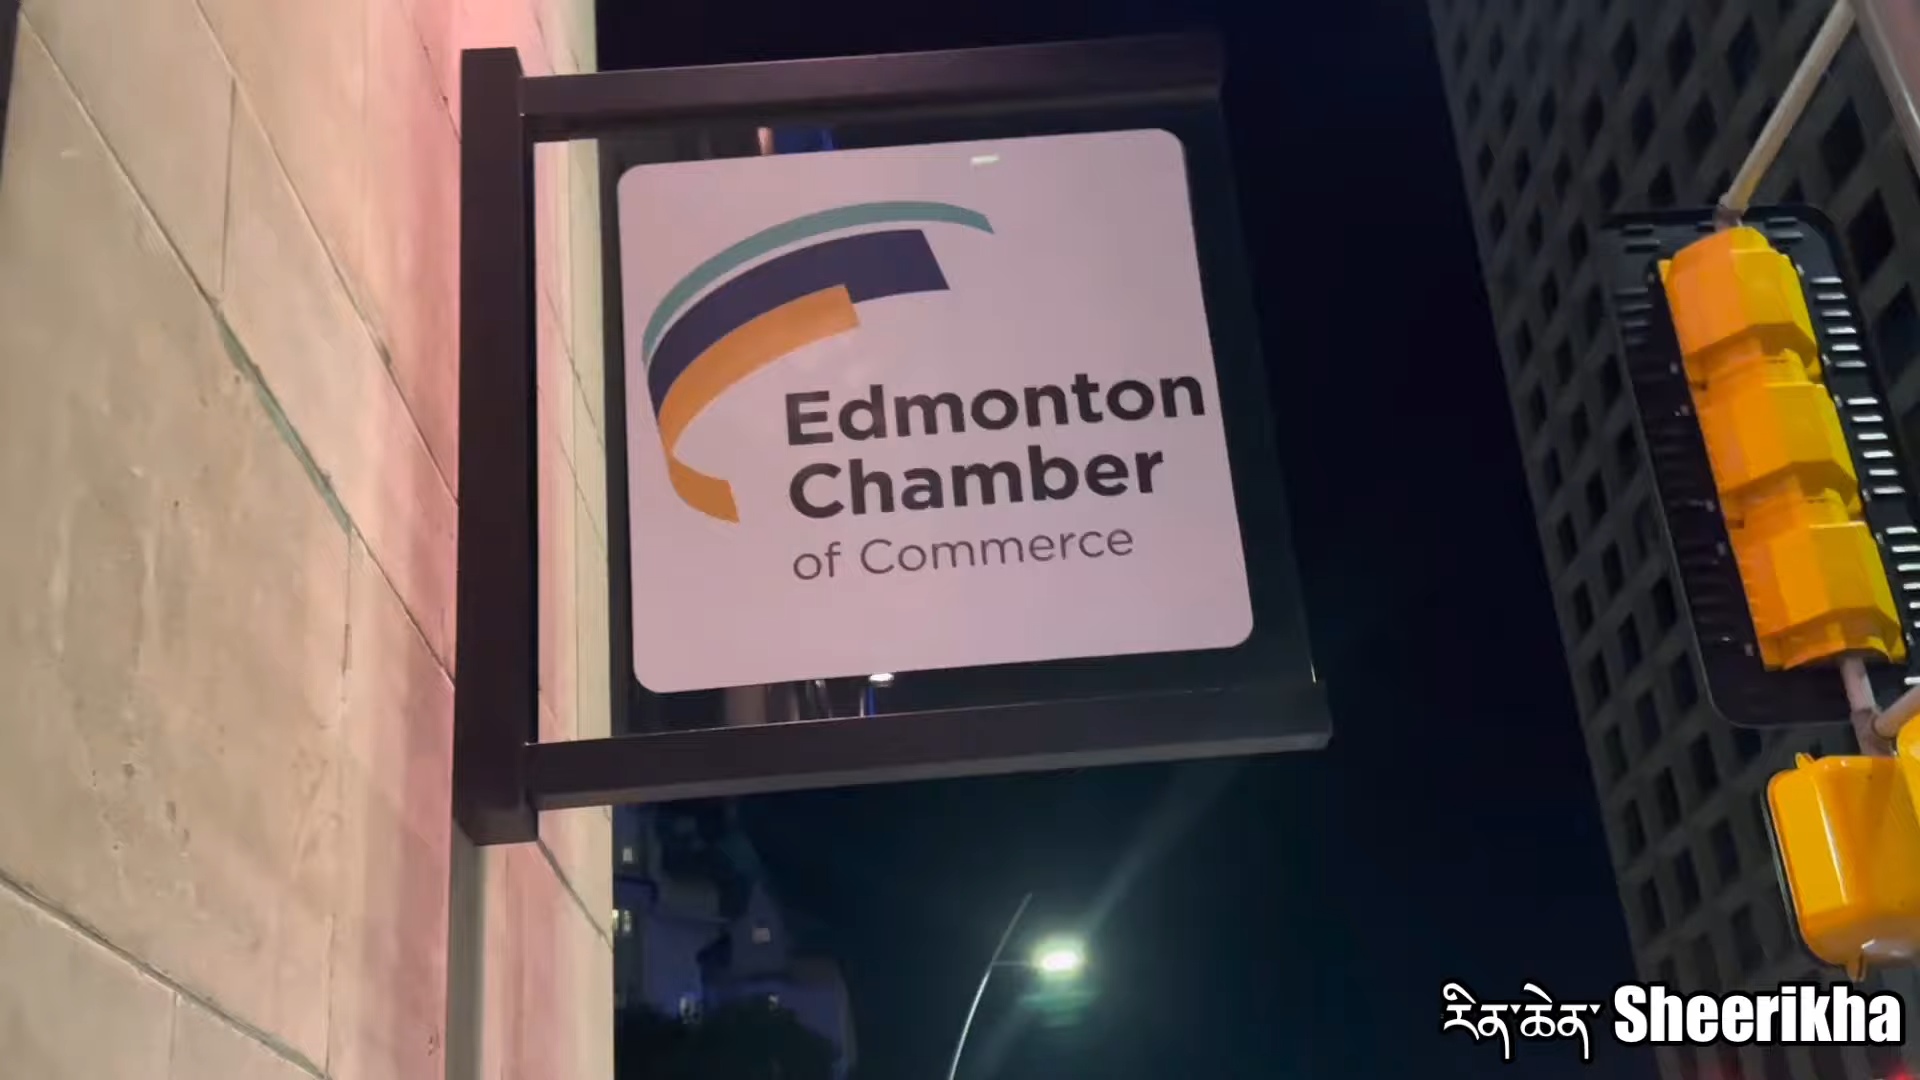 Edmonton
Chamber
of Commerce
རིན་ཆེན་ Sheerikha